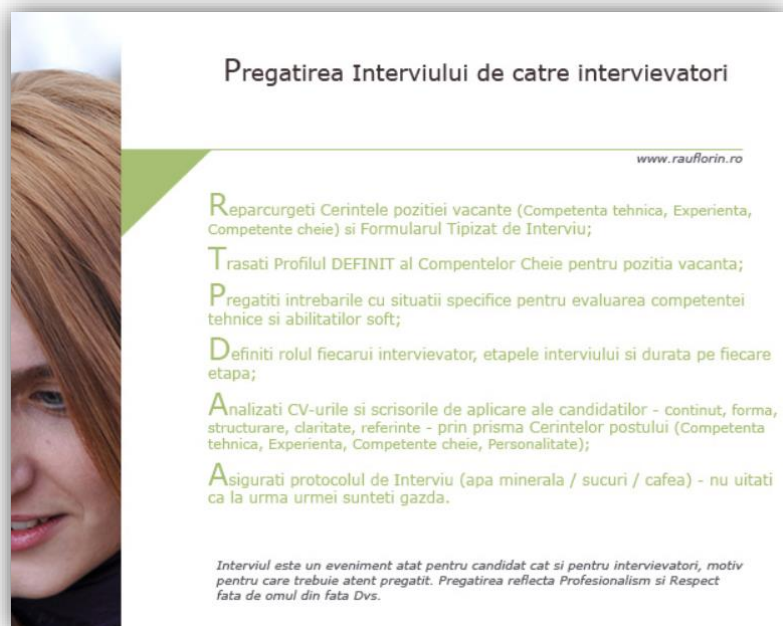 Pregatirea Interviului de catre intervievatori
www.rauflorin.ro
Reparcurgeti Cerintele pozitiei vacante (Competenta tehnica, Experienta,
Competente cheie) si Formularul Tipizat de Interviu;
Trasati Profilul DEFINIT al Compentelor Cheie pentru pozitia vacanta;
Pregatiti intrebarile cu situatii specifice pentru evaluarea competentei
tehnice si abilitatilor soft;
Definiti rolul fiecarui intervievator, etapele interviului si durata pe fiecare
etapa;
Analizati CV-urile si scrisorile de aplicare ale candidatilor - continut, forma,
structurare, claritate, referinte - prin prisma Cerintelor postului (Competenta
tehnica, Experienta, Competente cheie, Personalitate);
Asigurati protocolul de Interviu (apa minerala / sucuri / cafea) - nu uitati
ca la urma urmei sunteti gazda.
Interviul este un eveniment atat pentru candidat cat si pentru intervievatori, motiv
pentru care trebuie atent pregatit. Pregatirea reflecta Profesionalism si Respect
fata de omul din fata Dvs.